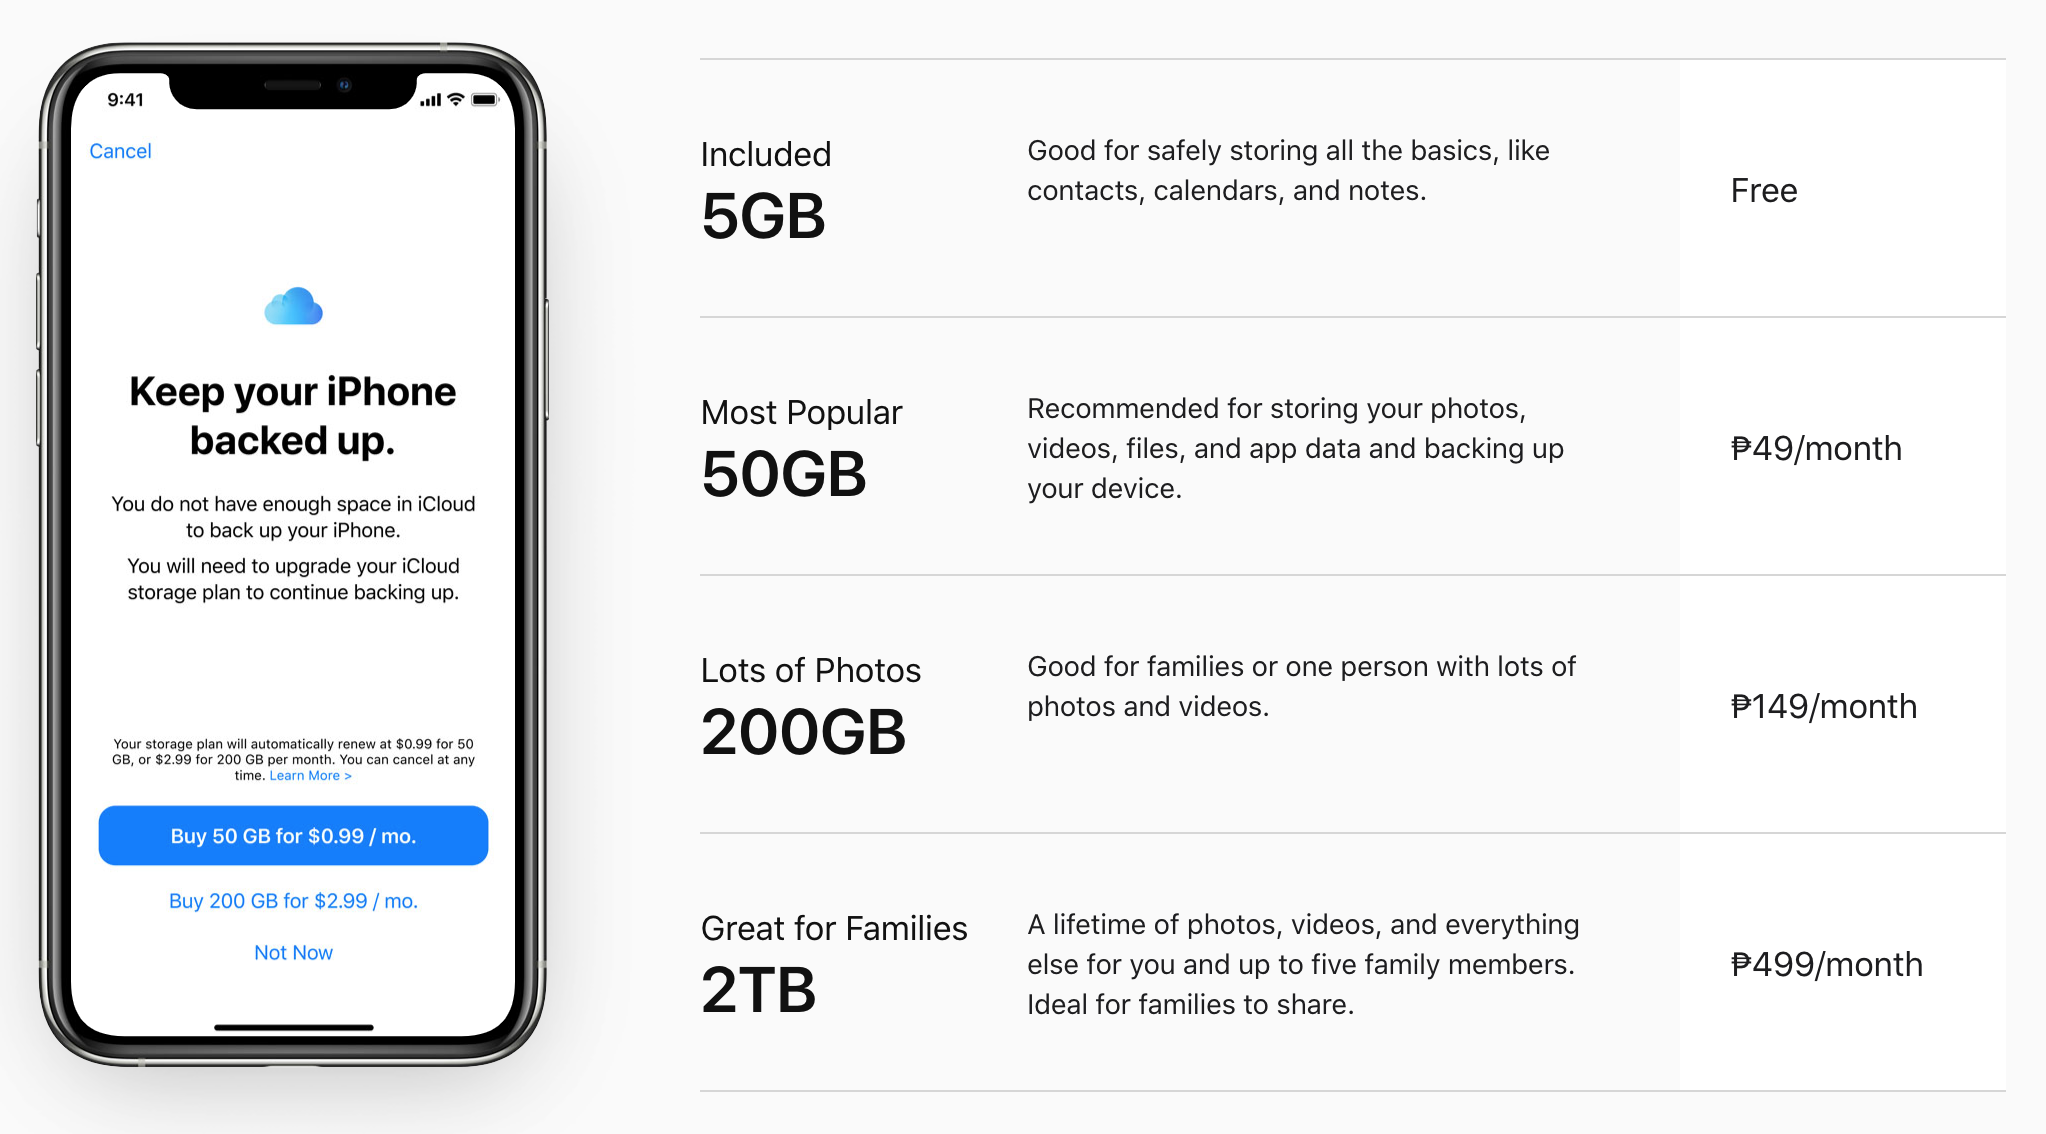 9:41
Cancel
Keep your iPhone
backed up.
You do not have enough space in iCloud
to back up your iPhone.
You will need to upgrade your iCloud
storage plan to continue backing up.
Your storage plan will automatically renew at $0.99 for 50
GB, or $2.99 for 200 GB per month. You can cancel at any
time. Learn More >
Buy 50 GB for $0.99 / mo.
Buy 200 GB for $2.99 / mo.
Not Now
Included
5GB
Good for safely storing all the basics, like
contacts, calendars, and notes.
Free
Most Popular
50GB
Recommended for storing your photos,
videos, files, and app data and backing up
your device.
₱49/month
Lots of Photos
200GB
Good for families or one person with lots of
photos and videos.
₱149/month
Great for Families
2TB
A lifetime of photos, videos, and everything
else for you and up to five family members.
Ideal for families to share.
₱499/month